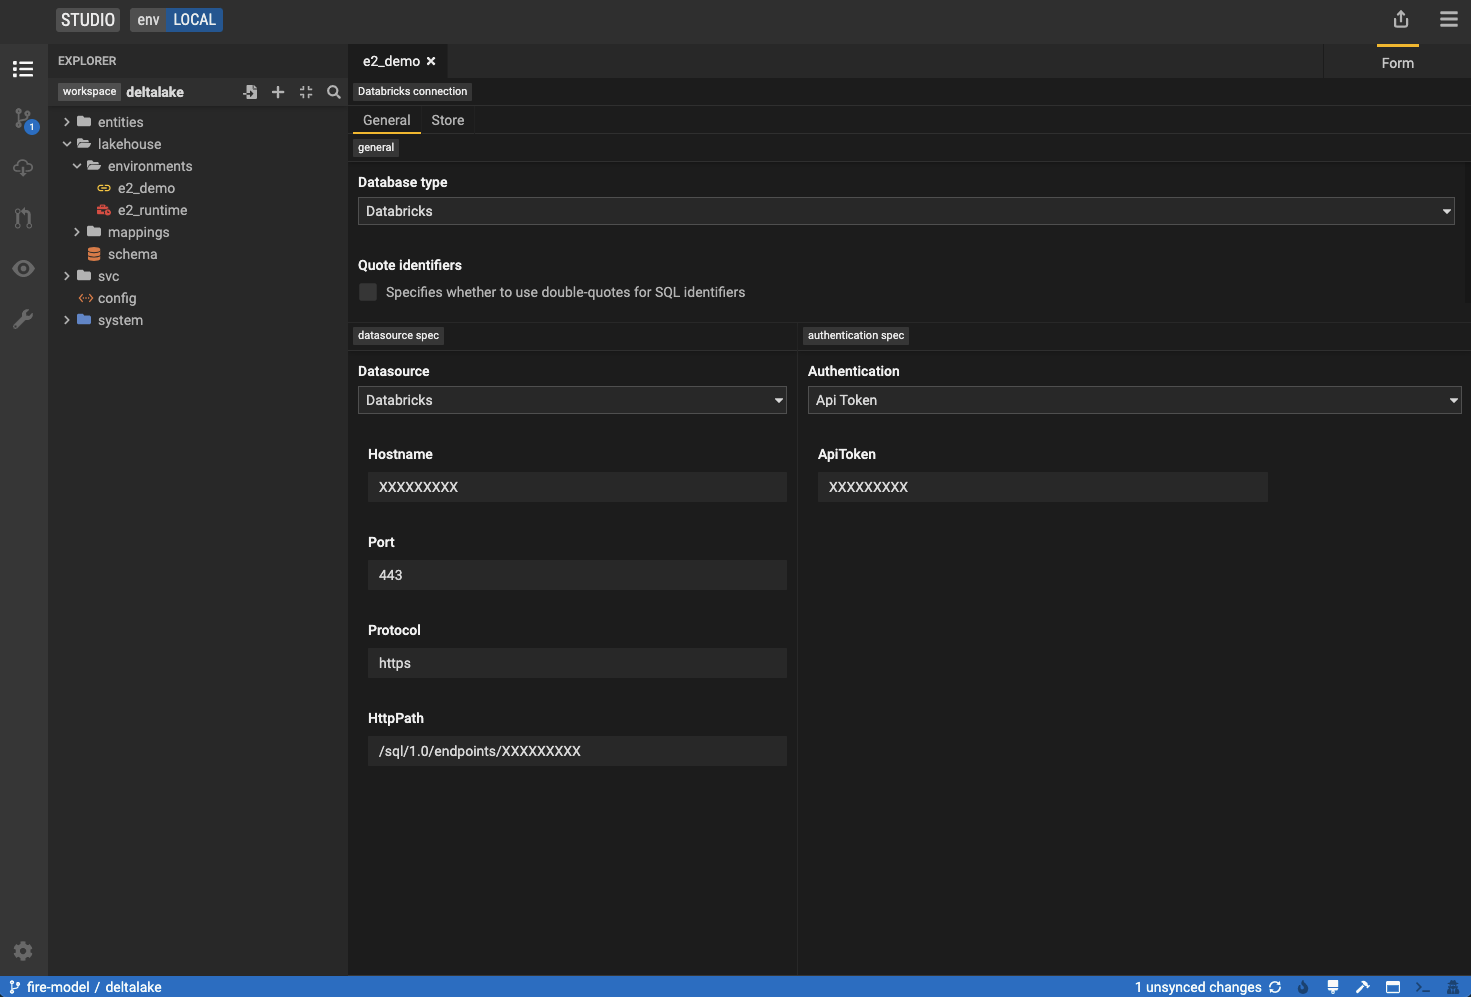 STUDIO env LOCAL
EXPLORER
workspace deltalake
entities
lakehouse
environments
e2_demo
e2_runtime
mappings
schema
svc
config
system
1
e2_demo
Form
Databricks connection
General Store
general
Database type
Databricks
Quote identifiers
Specifies whether to use double-quotes for SQL identifiers
datasource spec
Datasource
Databricks
Hostname
XXXXXXXXX
Port
443
Protocol
https
HttpPath
/sql/1.0/endpoints/XXXXXXXXX
authentication spec
Authentication
Api Token
ApiToken
XXXXXXXXX
fire-model / deltalake
1 unsynced changes